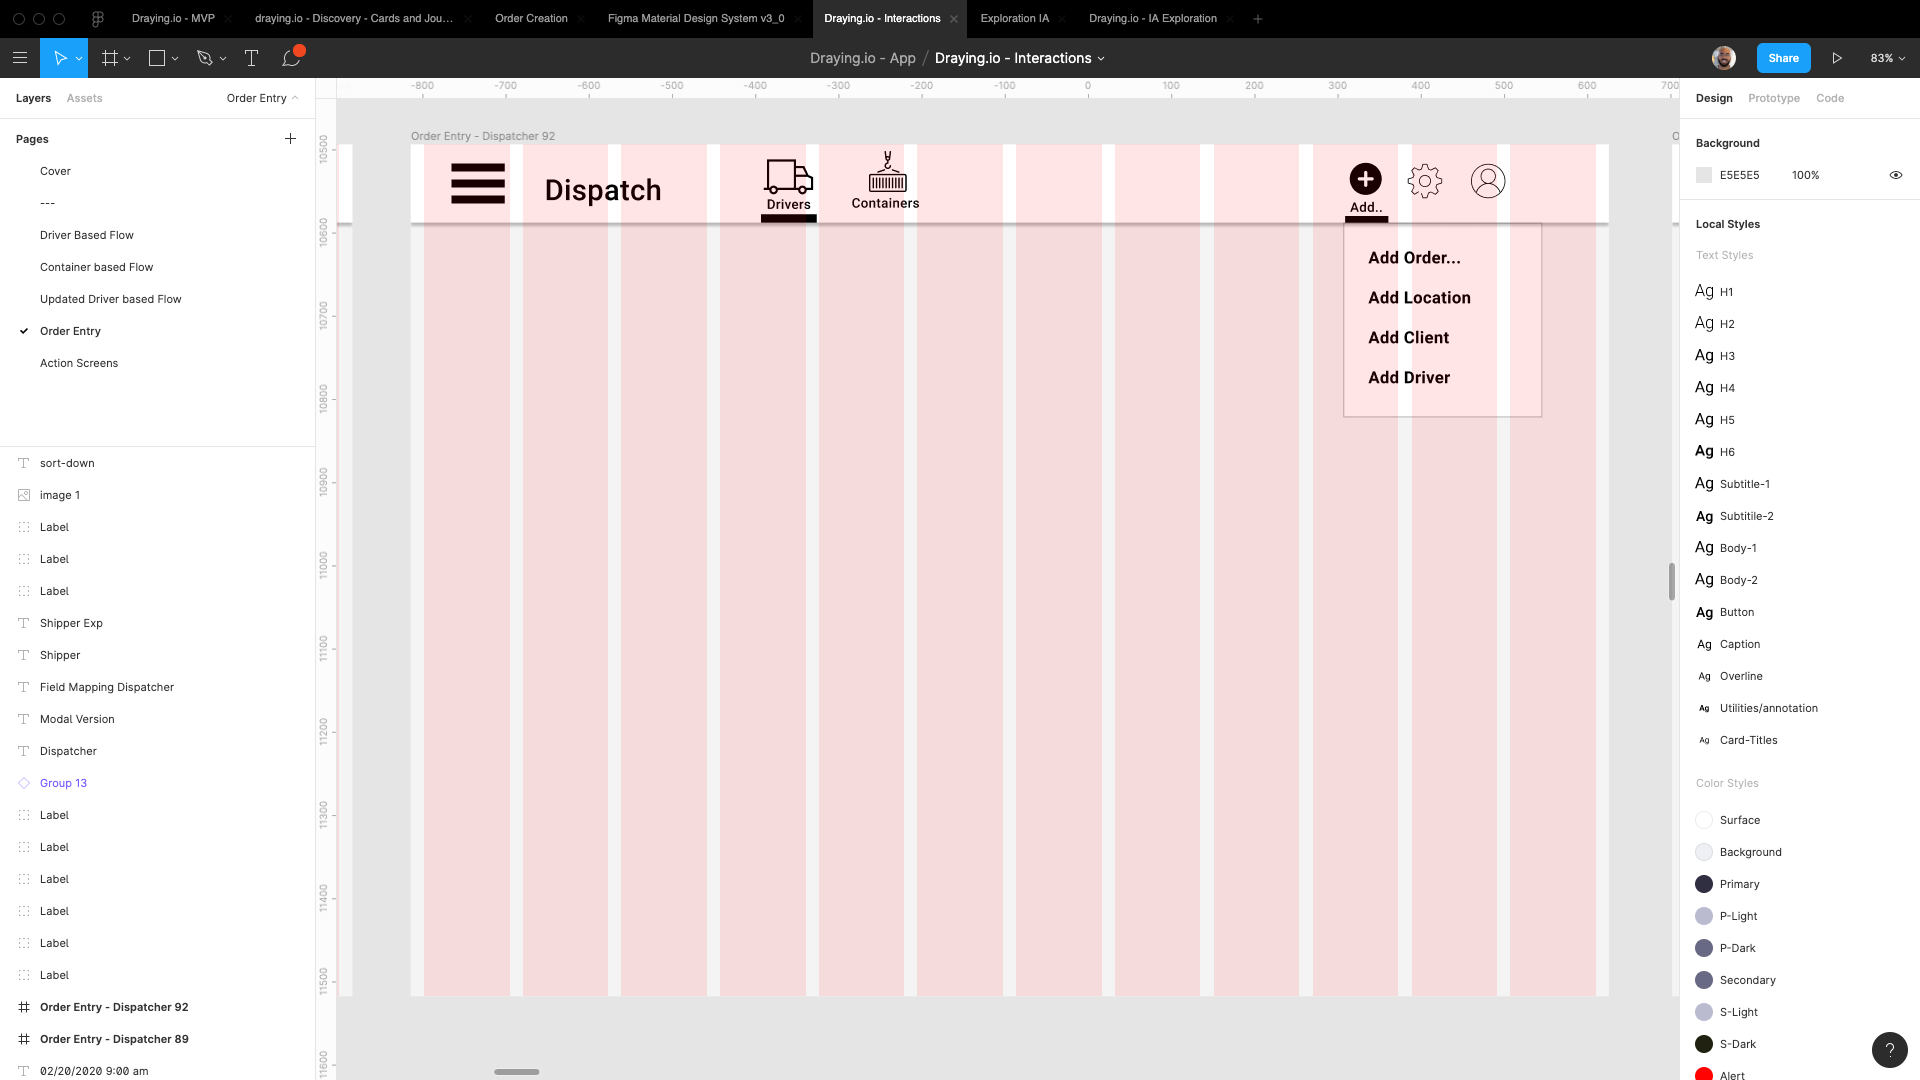 Draying.io - MVP
draying.io - Discovery - Cards and Jou...
Order Creation
Figma Material Design System v3_0
Draying.io - Interactions
Exploration IA
Draying.io - IA Exploration
Draying.io - App / Draying.io - Interactions
Share
83%
Layers
Assets
Order Entry
Pages
Cover
---
Driver Based Flow
Container based Flow
Updated Driver based Flow
Order Entry
Action Screens
sort-down
image 1
Label
Label
Label
Shipper Exp
Shipper
Field Mapping Dispatcher
Modal Version
Dispatcher
Group 13
Label
Label
Label
Label
Label
Label
Order Entry - Dispatcher 92
Order Entry - Dispatcher 89
02/20/2020 9:00 am
-800 -700 -600 -500 -400 -300 -200 -100 0 100 200 300 400 500 600 700
10500
10600
10700
10800
10900
11000
11100
11200
11300
11400
11500
11600
Order Entry - Dispatcher 92
O
Dispatch
Drivers
Containers
Add..
Add Order...
Add Location
Add Client
Add Driver
Design
Prototype
Code
Background
E5E5E5 100%
Local Styles
Text Styles
Ag H1
Ag H2
Ag H3
Ag H4
Ag H5
Ag H6
Ag Subtitle-1
Ag Subtitile-2
Ag Body-1
Ag Body-2
Ag Button
Ag Caption
Ag Overline
Ag Utilities/annotation
Ag Card-Titles
Color Styles
Surface
Background
Primary
P-Light
P-Dark
Secondary
S-Light
S-Dark
Alert
?